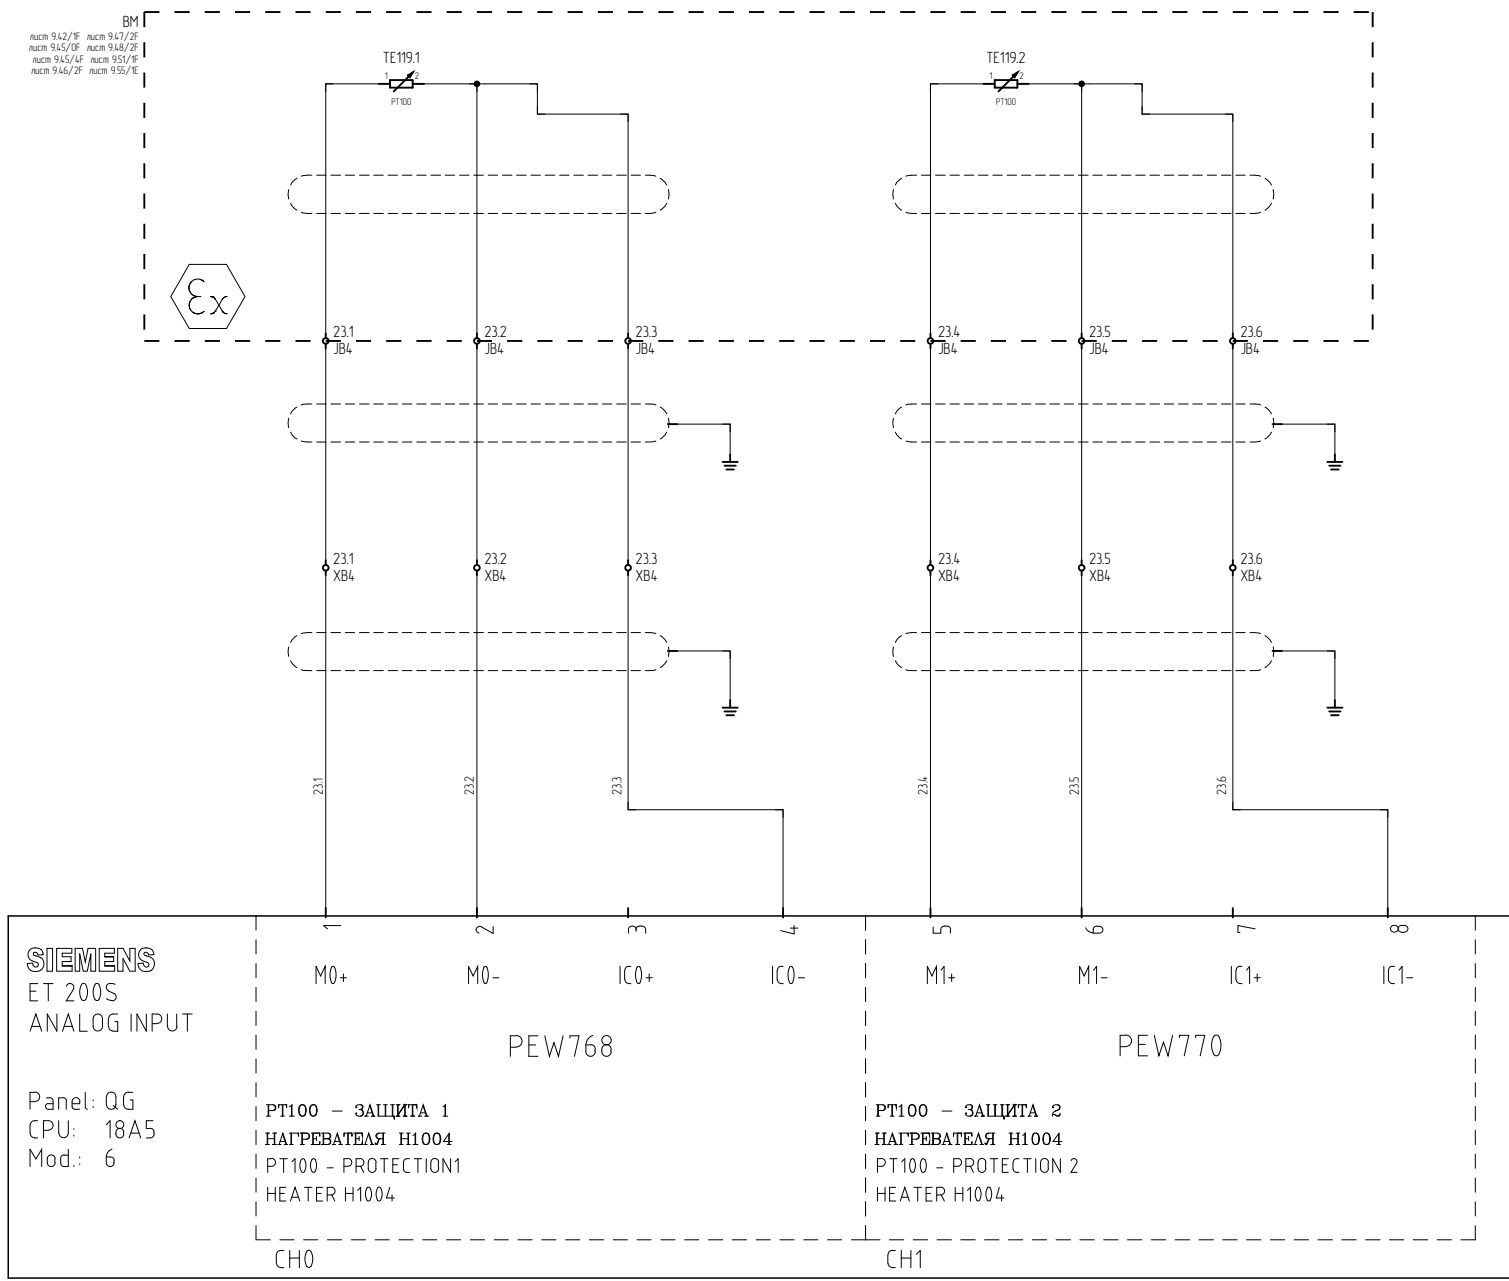 BM
лист 9.42/1F лист 9.47/2F
лист 9.45/0F лист 9.48/2F
лист 9.45/4F лист 9.51/1F
лист 9.46/2F лист 9.55/1E
TE119.1
1 2
PT100
TE119.2
1 2
PT100
Ex
23.1 23.2 23.3 23.4 23.5 23.6
JB4 JB4 JB4 JB4 JB4 JB4
23.1 23.2 23.3 23.4 23.5 23.6
XB4 XB4 XB4 XB4 XB4 XB4
23.1 23.2 23.3 23.4 23.5 23.6
1 2 3 4 5 6 7 8
M0+ M0- IC0+ IC0- M1+ M1- IC1+ IC1-
SIEMENS
ET 200S
ANALOG INPUT
PEW768
PEW770
Panel: QG
CPU: 18A5
Mod.: 6
PT100 - ЗАЩИТА 1
НАГРЕВАТЕЛЯ H1004
PT100 - PROTECTION1
HEATER H1004
CH0
PT100 - ЗАЩИТА 2
НАГРЕВАТЕЛЯ H1004
PT100 - PROTECTION 2
HEATER H1004
CH1